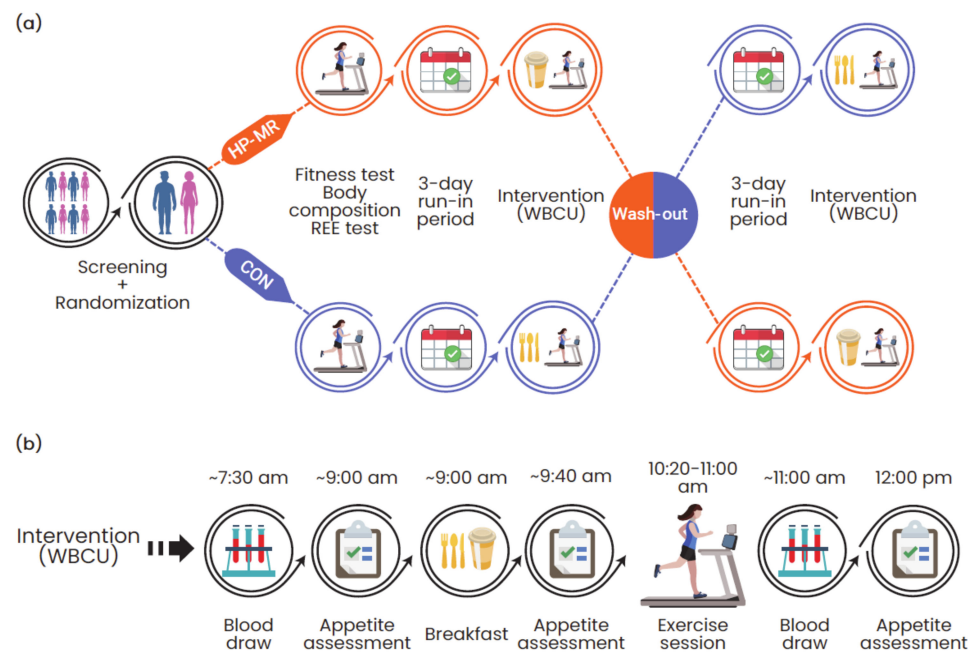 (a)
HP-MR
Fitness test
Body
composition
REE test
3-day
run-in
period
Intervention
(WBCU)
Wash-out
3-day
run-in
period
Intervention
(WBCU)
Screening
+
Randomization
CON
(b)
~7:30 am
~9:00 am
~9:00 am
~9:40 am
10:20-11:00
am
~11:00 am
12:00 pm
Intervention
(WBCU)
Blood
draw
Appetite
assessment
Breakfast
Appetite
assessment
Exercise
session
Blood
draw
Appetite
assessment